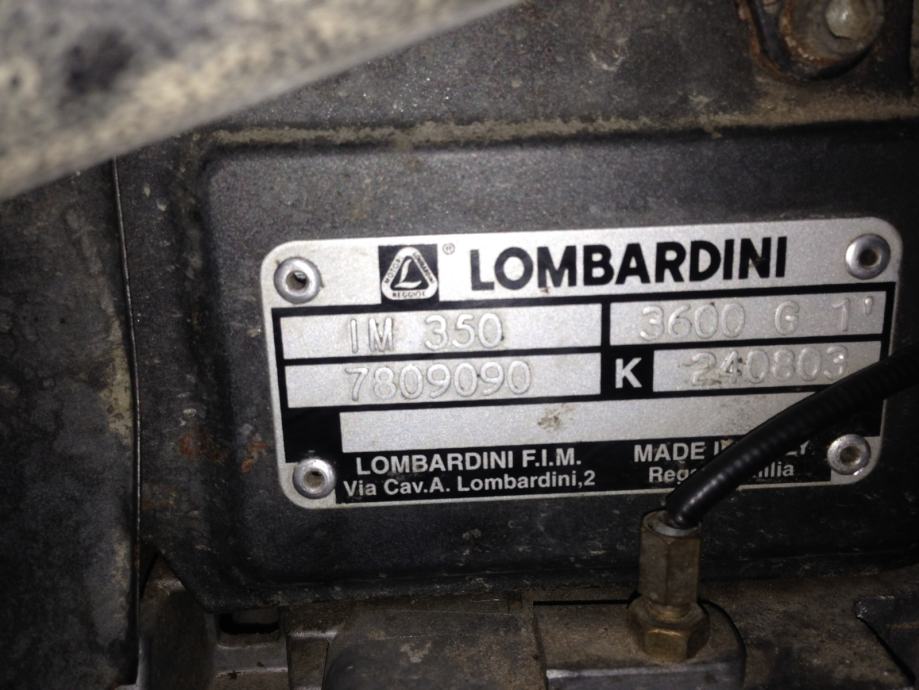 ® LOMBARDINI
IM 350 3600 G 1'
7809090 K 240803
LOMBARDINI F.I.M. MADE
Via Cav.A. Lombardini,2